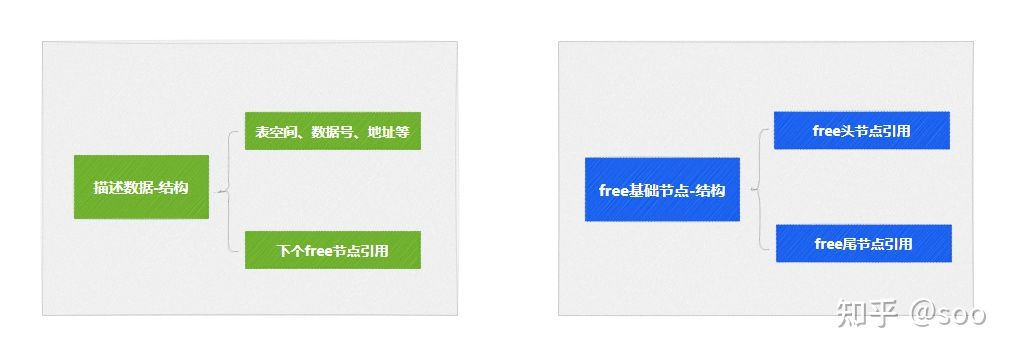 表空间、数据号、地址等
描述数据-结构
下个free节点引用
free头节点引用
free基础节点-结构
free尾节点引用
知乎 @soo